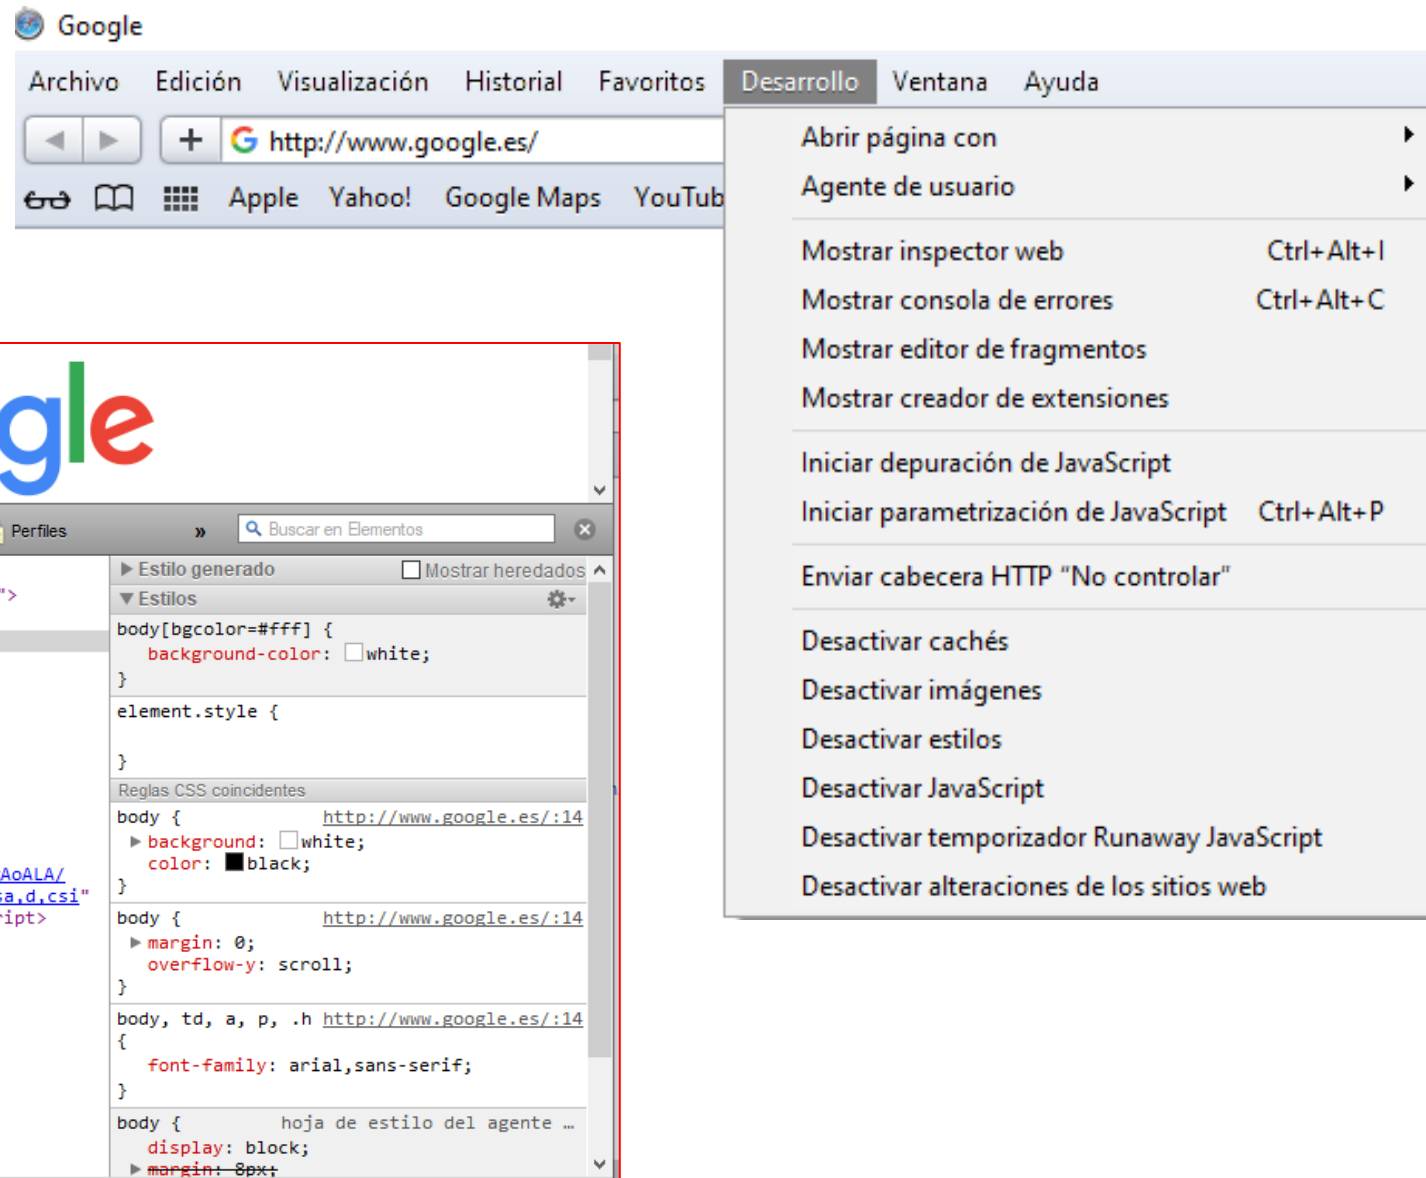 Google
Archivo Edición Visualización Historial Favoritos Desarrollo Ventana Ayuda
+ http://www.google.es/
Apple Yahoo! Google Maps YouTub
Abrir página con
Agente de usuario
Mostrar inspector web Ctrl+Alt+I
Mostrar consola de errores Ctrl+Alt+C
Mostrar editor de fragmentos
Mostrar creador de extensiones
Iniciar depuración de JavaScript
Iniciar parametrización de JavaScript Ctrl+Alt+P
Enviar cabecera HTTP “No controlar”
Desactivar cachés
Desactivar imágenes
Desactivar estilos
Desactivar JavaScript
Desactivar temporizador Runaway JavaScript
Desactivar alteraciones de los sitios web
gle
Perfiles » Buscar en Elementos
">
AoALA/
sa,d,csi"
ript>
Estilo generado Mostrar heredados
Estilos
body[bgcolor=#fff] {
background-color: white;
}
element.style {
}
Reglas CSS coincidentes
body { http://www.google.es/:14
background: white;
color: black;
}
body { http://www.google.es/:14
margin: 0;
overflow-y: scroll;
}
body, td, a, p, .h http://www.google.es/:14
{
font-family: arial,sans-serif;
}
body { hoja de estilo del agente …
display: block;
margin: 8px;